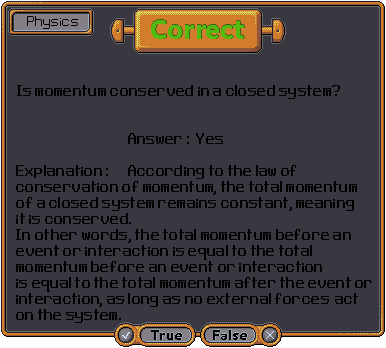 Physics
Correct
Is momentum conserved in a closed system?
Answer : Yes
Explanation : According to the law of
conservation of momentum, the total momentum
of a closed system remains constant, meaning
it is conserved.
In other words, the total momentum before an
event or interaction is equal to the total
momentum before an event or interaction
is equal to the total momentum after the event or
interaction, as long as no external forces act
on the system.
True False